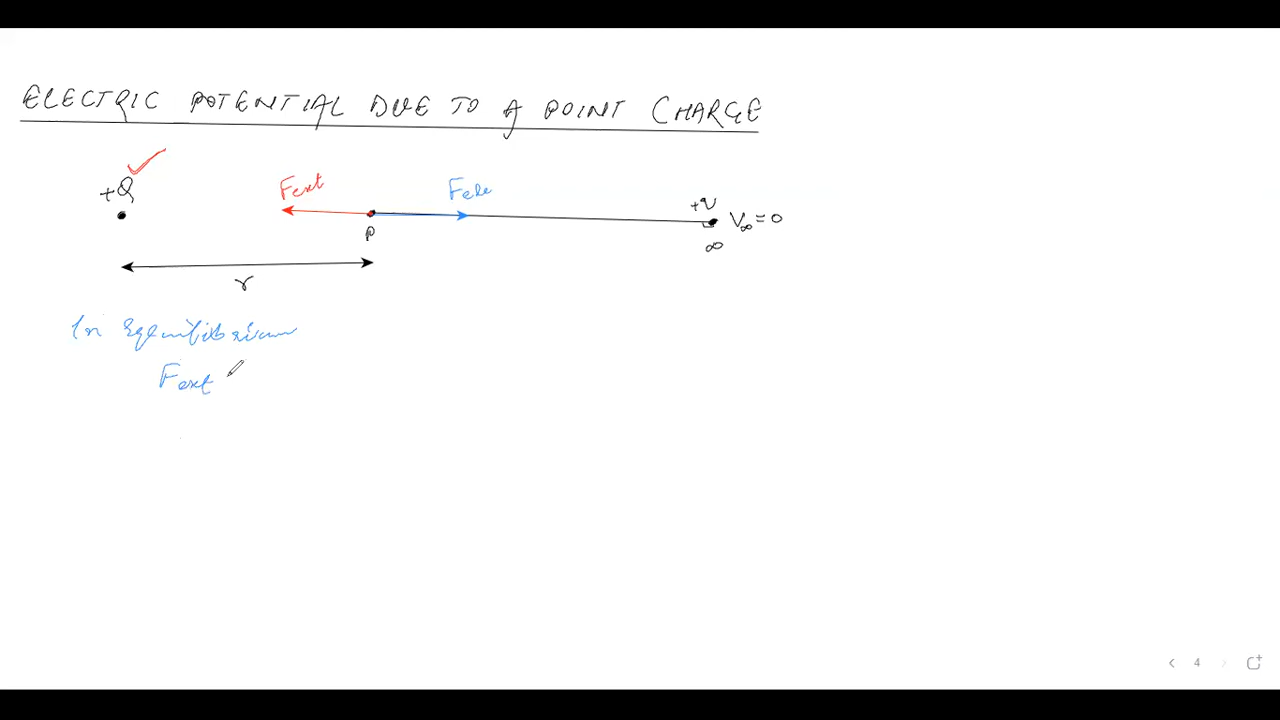 ELECTRIC POTENTIAL DUE TO A POINT CHARGE
+Q
Fext
Fele
+q
V∞=0
P
∞
r
In Equilibrium
Fext
4